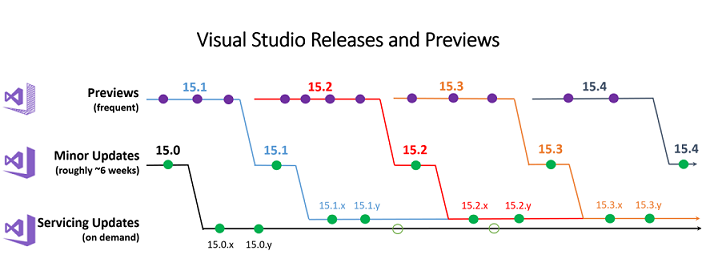 Visual Studio Releases and Previews
Previews
(frequent)
15.1
15.2
15.3
15.4
Minor Updates
(roughly ~6 weeks)
15.0
15.1
15.2
15.3
15.4
Servicing Updates
(on demand)
15.1.x 15.1.y
15.2.x 15.2.y
15.3.x 15.3.y
15.0.x 15.0.y